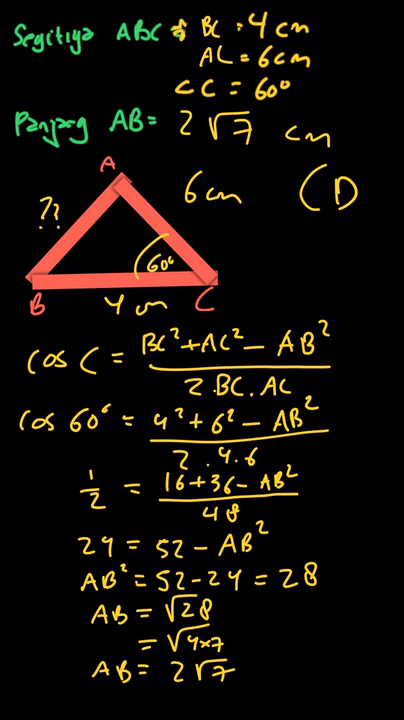 Segitiga ABC BC = 4 cm
AC = 6 cm
∠C = 60°
Panjang AB = 2√7 cm
A
??
6 cm
(D
60°
B
4 cm
C
cos C = (BC² + AC² - AB²) / (2 . BC . AC)
cos 60° = (4² + 6² - AB²) / (2 . 4 . 6)
1/2 = (16 + 36 - AB²) / 48
24 = 52 - AB²
AB² = 52 - 24 = 28
AB = √28
= √4×7
AB = 2√7